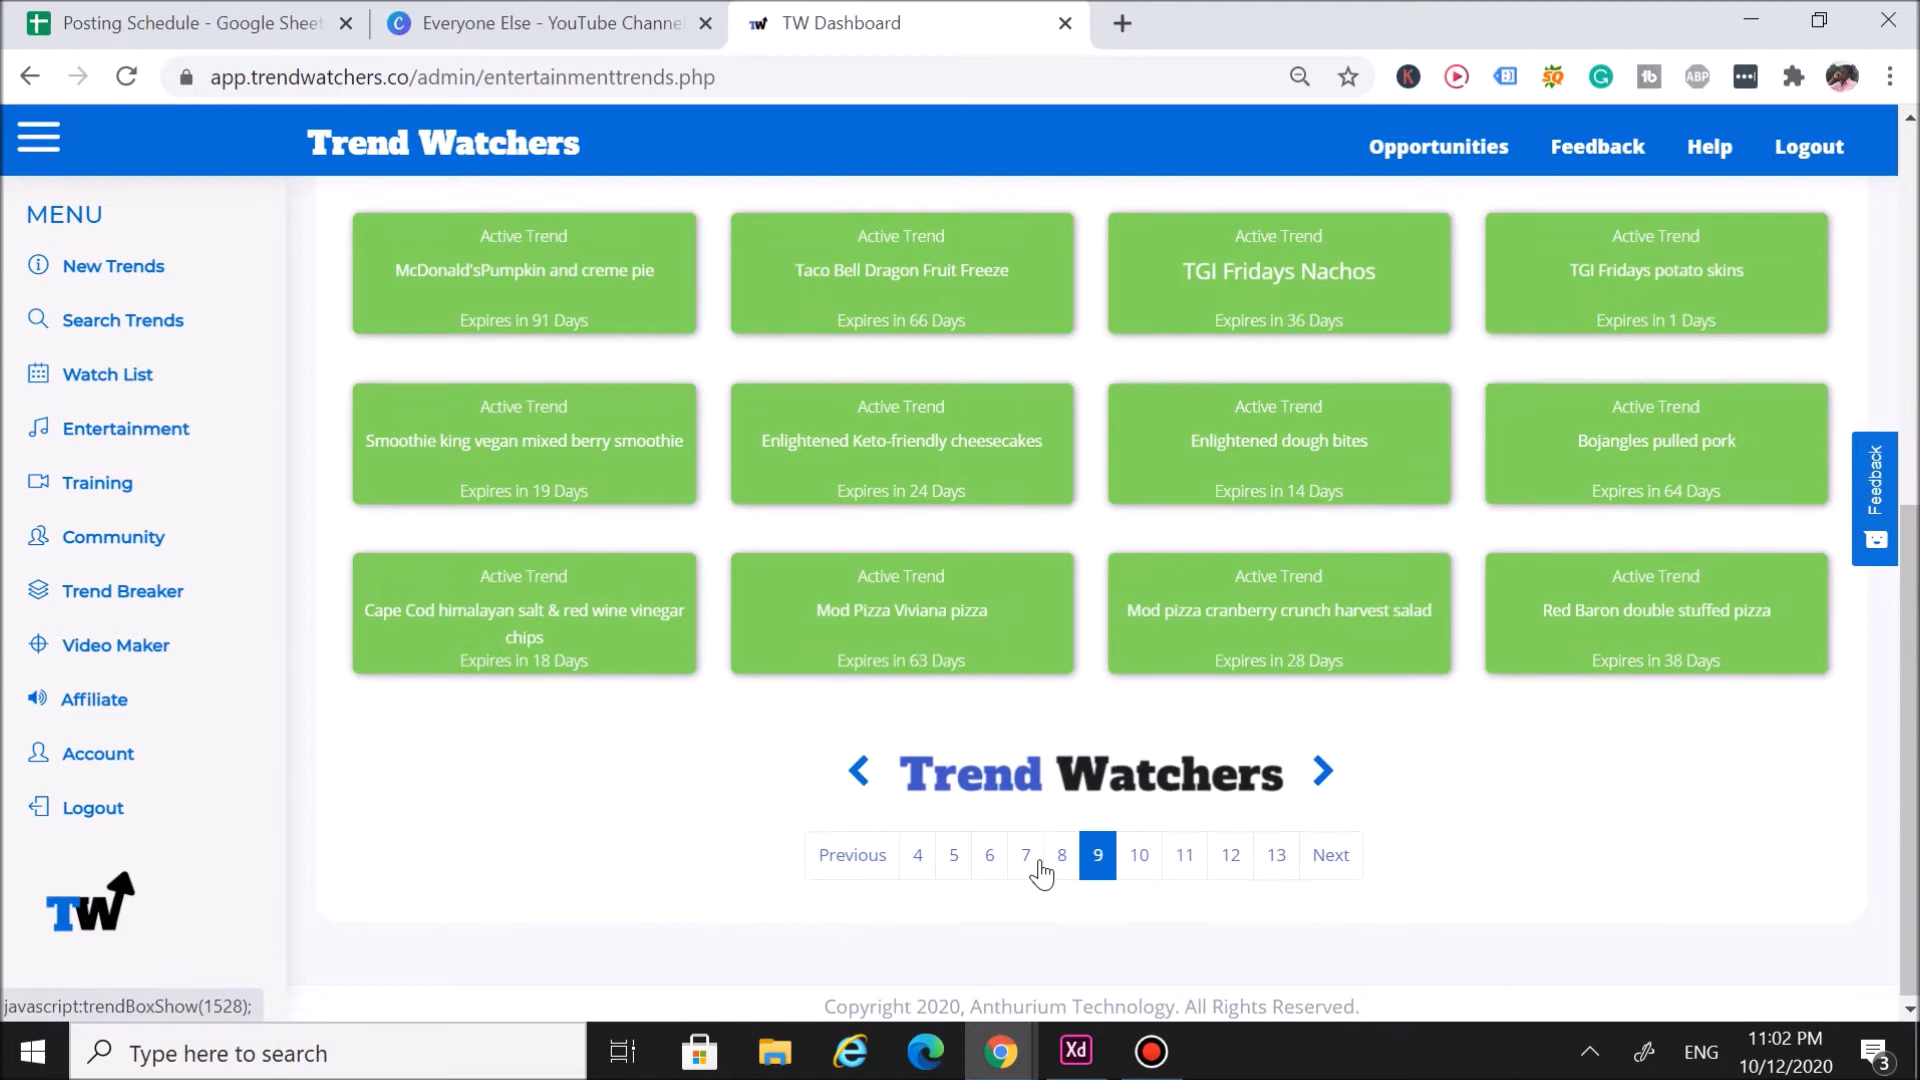 Posting Schedule - Google Sheet
Everyone Else - YouTube Channe
TW Dashboard
app.trendwatchers.co/admin/entertainmenttrends.php
Trend Watchers
Opportunities
Feedback
Help
Logout
MENU
New Trends
Search Trends
Watch List
Entertainment
Training
Community
Trend Breaker
Video Maker
Affiliate
Account
Logout
TW
Active Trend
McDonald'sPumpkin and creme pie
Expires in 91 Days
Active Trend
Taco Bell Dragon Fruit Freeze
Expires in 66 Days
Active Trend
TGI Fridays Nachos
Expires in 36 Days
Active Trend
TGI Fridays potato skins
Expires in 1 Days
Active Trend
Smoothie king vegan mixed berry smoothie
Expires in 19 Days
Active Trend
Enlightened Keto-friendly cheesecakes
Expires in 24 Days
Active Trend
Enlightened dough bites
Expires in 14 Days
Active Trend
Bojangles pulled pork
Expires in 64 Days
Active Trend
Cape Cod himalayan salt & red wine vinegar
chips
Expires in 18 Days
Active Trend
Mod Pizza Viviana pizza
Expires in 63 Days
Active Trend
Mod pizza cranberry crunch harvest salad
Expires in 28 Days
Active Trend
Red Baron double stuffed pizza
Expires in 38 Days
Feedback
Trend Watchers
Previous 4 5 6 7 8 9 10 11 12 13 Next
javascript:trendBoxShow(1528);
Copyright 2020, Anthurium Technology. All Rights Reserved.
Type here to search
Xd
ENG
11:02 PM
10/12/2020
3